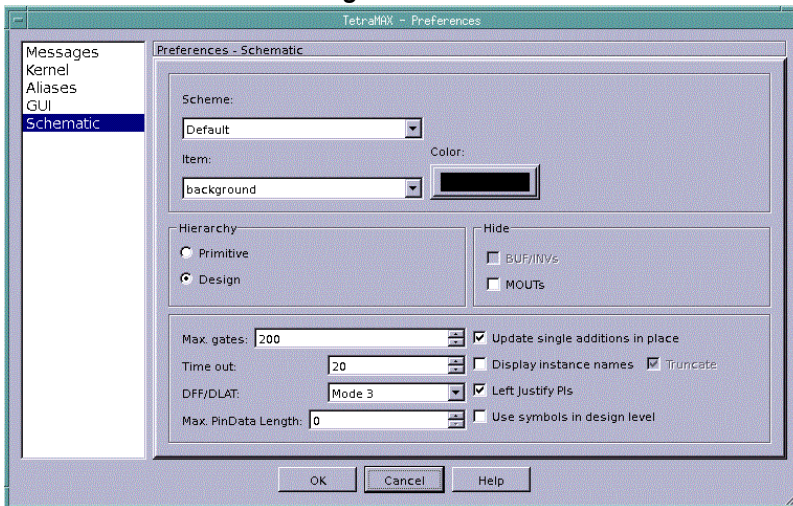 TetraMAX - Preferences
Messages
Kernel
Aliases
GUI
Schematic
Preferences - Schematic
Scheme:
Default
Item:
Color:
background
Hierarchy
Primitive
Design
Hide
BUF/INVs
MOUTs
Max. gates: 200
Time out: 20
DFF/DLAT: Mode 3
Max. PinData Length: 0
Update single additions in place
Display instance names Truncate
Left Justify PIs
Use symbols in design level
OK Cancel Help